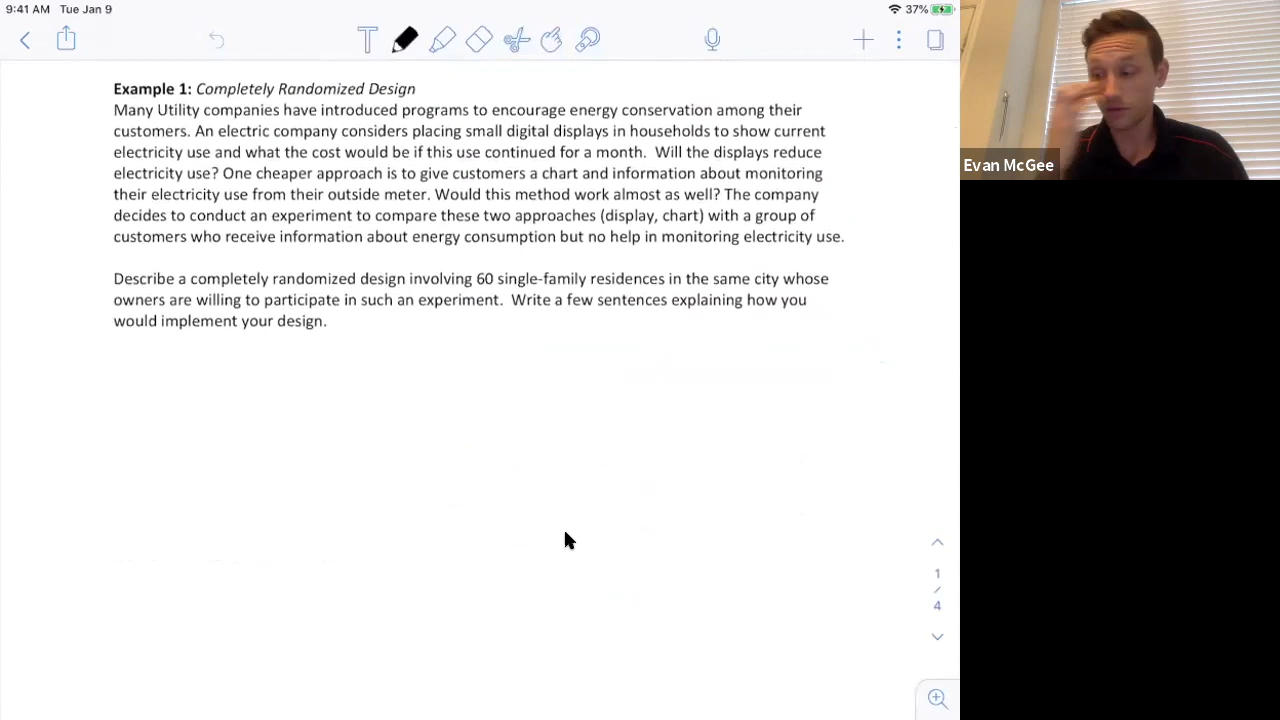 9:41 AM Tue Jan 9
37%
Example 1: Completely Randomized Design
Many Utility companies have introduced programs to encourage energy conservation among their
customers. An electric company considers placing small digital displays in households to show current
electricity use and what the cost would be if this use continued for a month. Will the displays reduce
electricity use? One cheaper approach is to give customers a chart and information about monitoring
their electricity use from their outside meter. Would this method work almost as well? The company
decides to conduct an experiment to compare these two approaches (display, chart) with a group of
customers who receive information about energy consumption but no help in monitoring electricity use.
Describe a completely randomized design involving 60 single-family residences in the same city whose
owners are willing to participate in such an experiment. Write a few sentences explaining how you
would implement your design.
Evan McGee
1
/
4